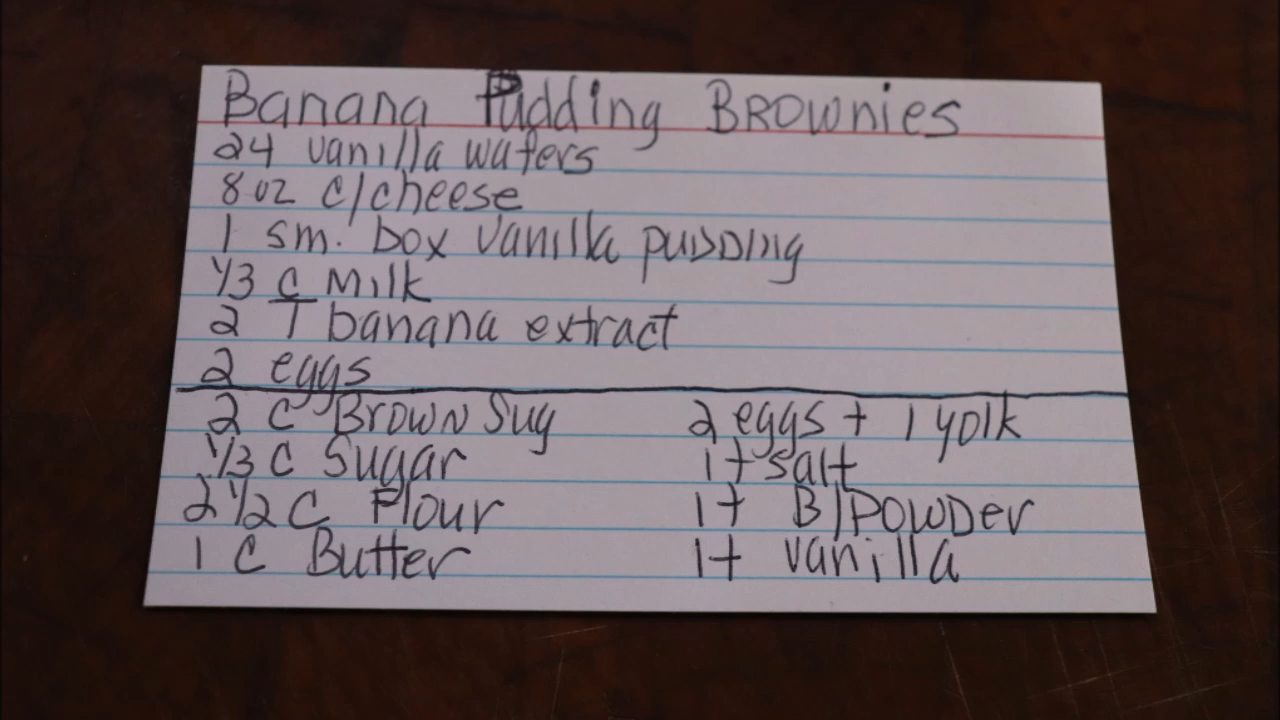 Banana Pudding Brownies
24 vanilla wafers
8 oz c/cheese
1 sm. box vanilla pudding
1/3 c Milk
2 T banana extract
2 eggs
2 c Brown Sug
1/3 c Sugar
2 1/2 c Flour
1 c Butter
2 eggs + 1 yolk
1 t salt
1 t B/Powder
1 t vanilla